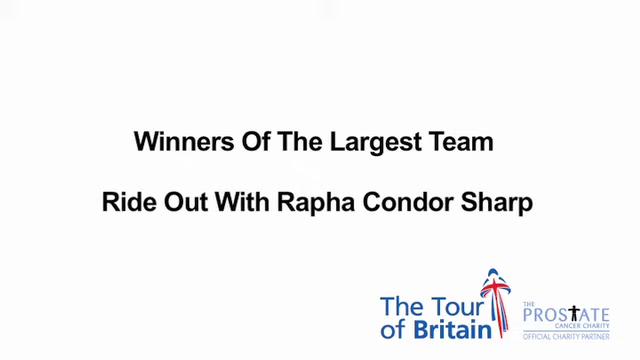 Winners Of The Largest Team
Ride Out With Rapha Condor Sharp
The Tour
of Britain
THE
PROSTATE
CANCER CHARITY
OFFICIAL CHARITY PARTNER